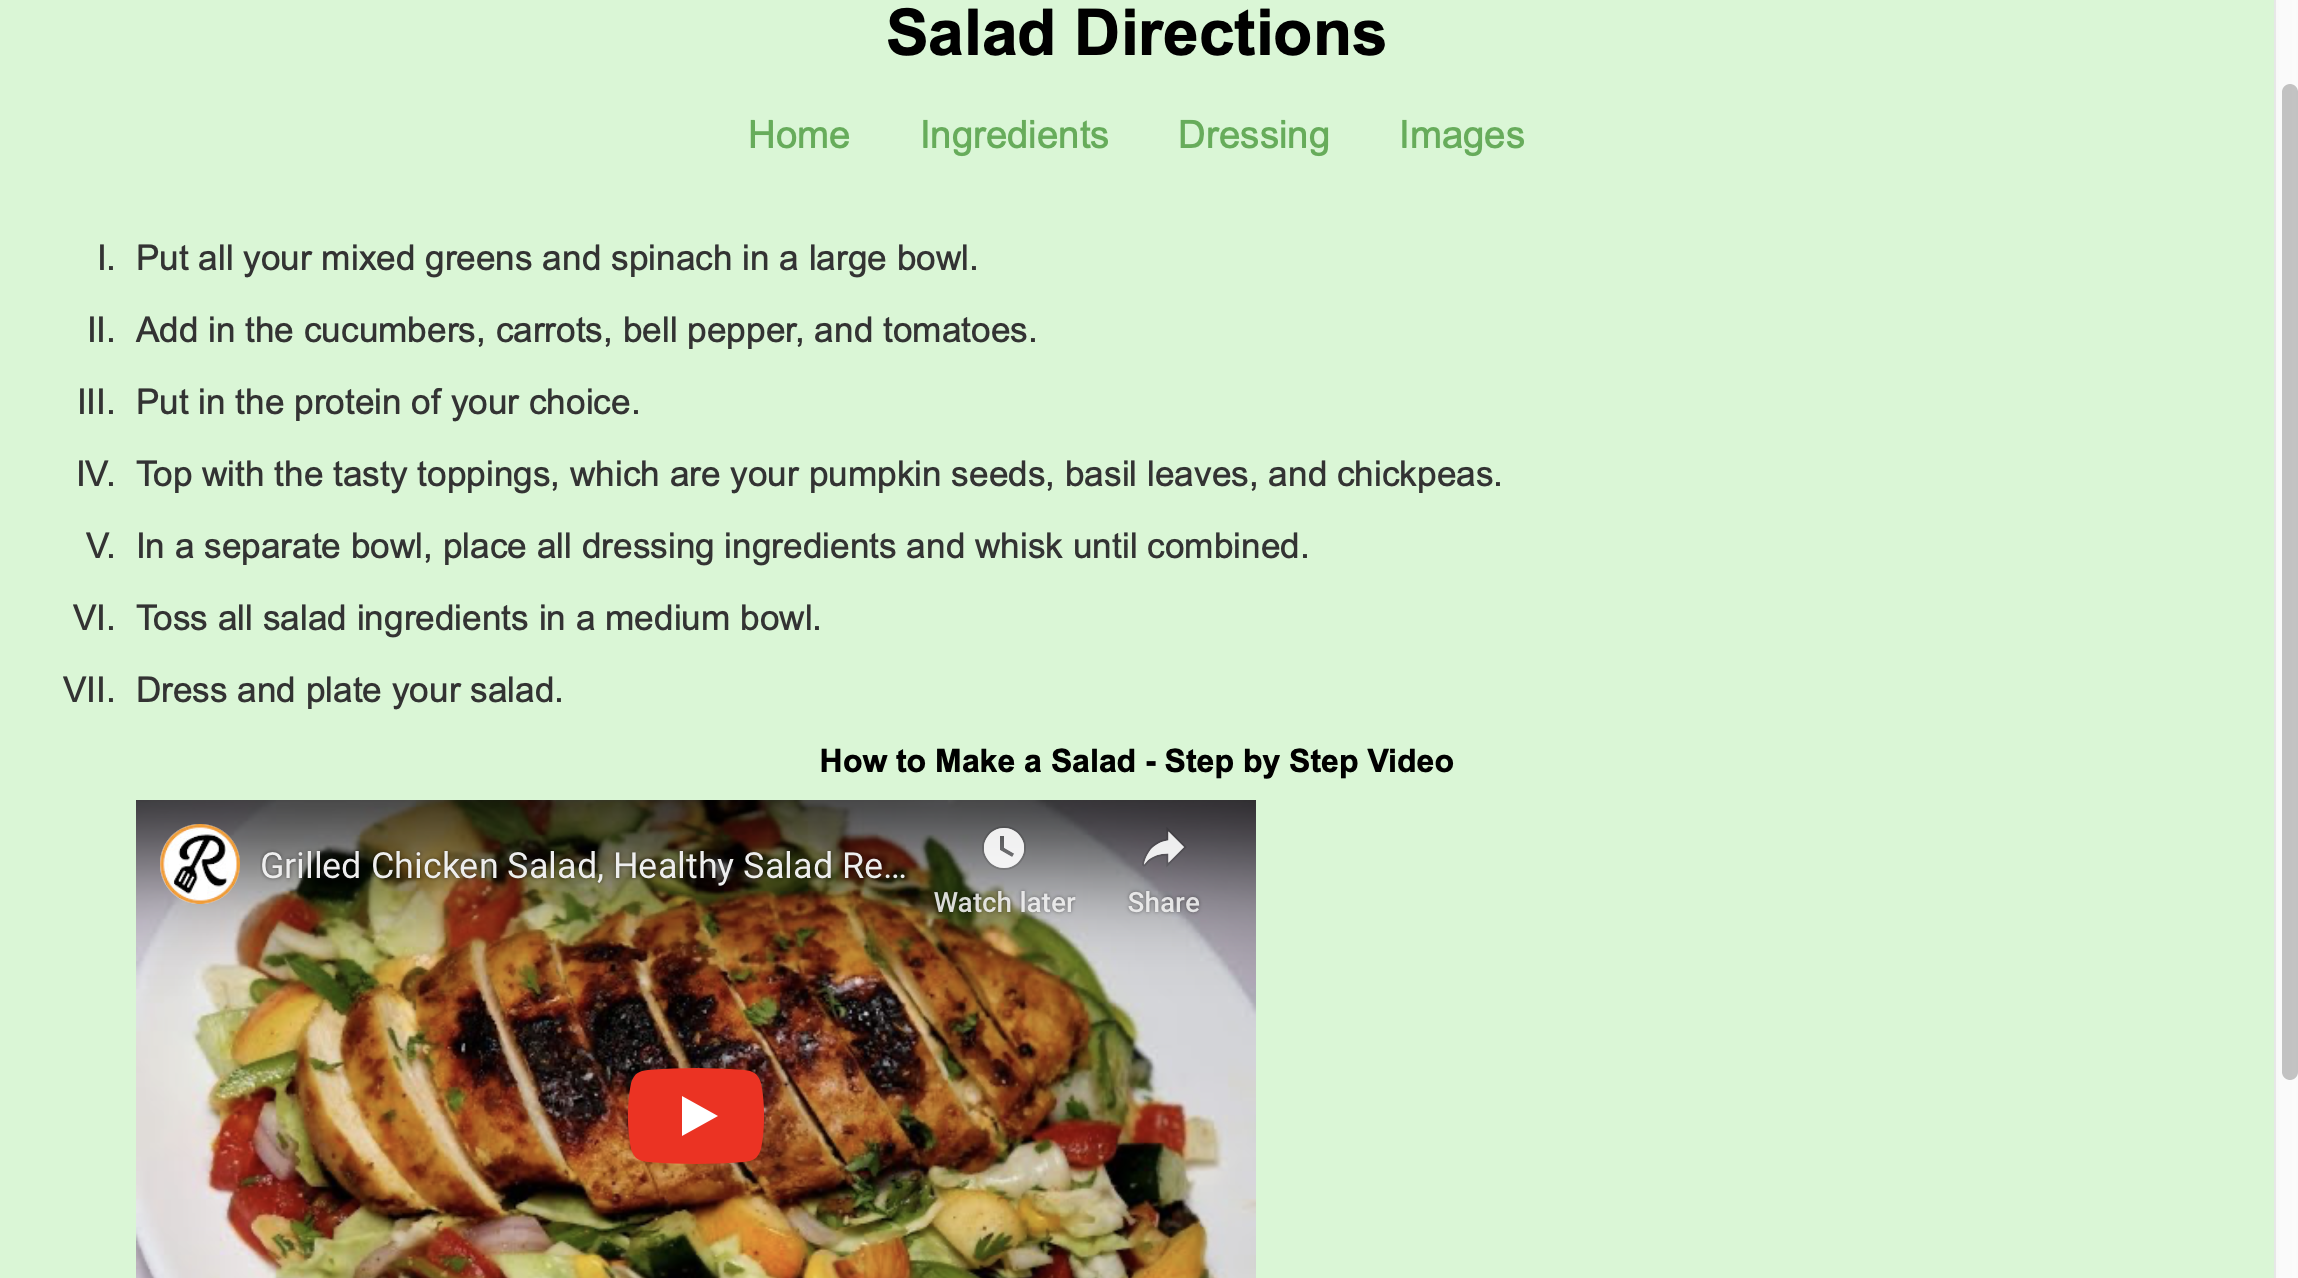 Salad Directions
Home Ingredients Dressing Images
I. Put all your mixed greens and spinach in a large bowl.
II. Add in the cucumbers, carrots, bell pepper, and tomatoes.
III. Put in the protein of your choice.
IV. Top with the tasty toppings, which are your pumpkin seeds, basil leaves, and chickpeas.
V. In a separate bowl, place all dressing ingredients and whisk until combined.
VI. Toss all salad ingredients in a medium bowl.
VII. Dress and plate your salad.
How to Make a Salad - Step by Step Video
R Grilled Chicken Salad, Healthy Salad Re...
Watch later Share